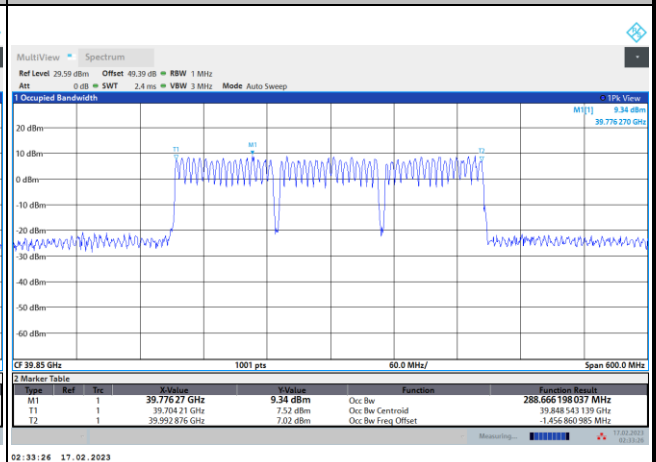 MultiView Spectrum
Ref Level 29.59 dBm Offset 49.39 dB RBW 1 MHz
Att 0 dB SWT 2.4 ms VBW 3 MHz Mode Auto Sweep
1 Occupied Bandwidth 1Pk View
M1[1] 9.34 dBm
39.776 270 GHz
20 dBm
10 dBm
T1 M1 T2
0 dBm
-10 dBm
-20 dBm
-30 dBm
-40 dBm
-50 dBm
-60 dBm
CF 39.85 GHz 1001 pts 60.0 MHz/ Span 600.0 MHz
2 Marker Table
Type Ref Trc X-Value Y-Value Function Function Result
M1 1 39.776 27 GHz 9.34 dBm Occ Bw 288.666 198 037 MHz
T1 1 39.704 21 GHz 7.52 dBm Occ Bw Centroid 39.848 543 139 GHz
T2 1 39.992 876 GHz 7.02 dBm Occ Bw Freq Offset -1.456 860 985 MHz
Measuring... 17.02.2023
02:33:26
02:33:26 17.02.2023